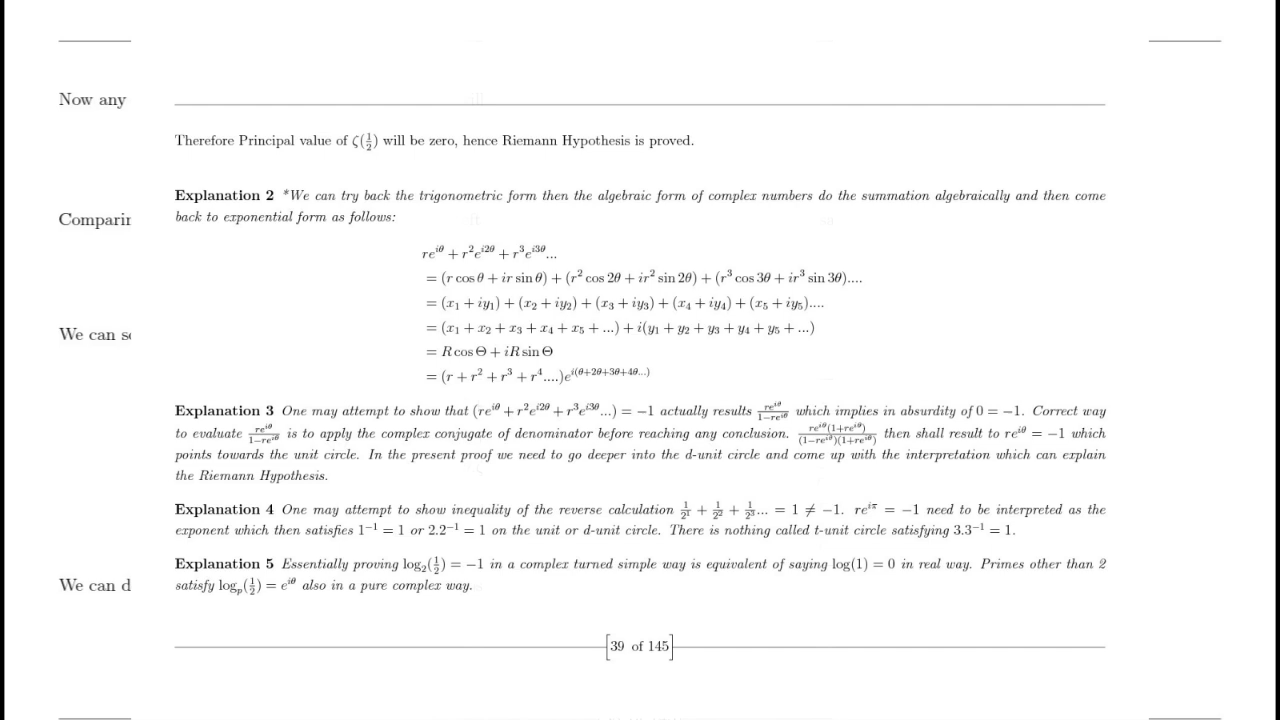 Now any
Therefore Principal value of ζ(1/2) will be zero, hence Riemann Hypothesis is proved.
Comparin
Explanation 2 *We can try back the trigonometric form then the algebraic form of complex numbers do the summation algebraically and then come
back to exponential form as follows:
re^{iθ} + r^2e^{i2θ} + r^3e^{i3θ}...
= (r cos θ + ir sin θ) + (r^2 cos 2θ + ir^2 sin 2θ) + (r^3 cos 3θ + ir^3 sin 3θ)....
= (x_1 + iy_1) + (x_2 + iy_2) + (x_3 + iy_3) + (x_4 + iy_4) + (x_5 + iy_5)....
We can se
= (x_1 + x_2 + x_3 + x_4 + x_5 + ...) + i(y_1 + y_2 + y_3 + y_4 + y_5 + ...)
= R cos Θ + iR sin Θ
= (r + r^2 + r^3 + r^4....)e^{i(θ+2θ+3θ+4θ...)}
Explanation 3 One may attempt to show that (re^{iθ} + r^2e^{i2θ} + r^3e^{i3θ}...) = −1 actually results re^{iθ}/(1−re^{iθ}) which implies in absurdity of 0 = −1. Correct way
to evaluate re^{iθ}/(1−re^{iθ}) is to apply the complex conjugate of denominator before reaching any conclusion. re^{iθ}(1+re^{iθ})/((1−re^{iθ})(1+re^{iθ})) then shall result to re^{iθ} = −1 which
points towards the unit circle. In the present proof we need to go deeper into the d-unit circle and come up with the interpretation which can explain
the Riemann Hypothesis.
Explanation 4 One may attempt to show inequality of the reverse calculation 1/2^1 + 1/2^2 + 1/2^3... = 1 ≠ −1. re^{iπ} = −1 need to be interpreted as the
exponent which then satisfies 1^{−1} = 1 or 2.2^{−1} = 1 on the unit or d-unit circle. There is nothing called t-unit circle satisfying 3.3^{−1} = 1.
Explanation 5 Essentially proving log_2(1/2) = −1 in a complex turned simple way is equivalent of saying log(1) = 0 in real way. Primes other than 2
We can d
satisfy log_p(1/2) = e^{iθ} also in a pure complex way.
[39 of 145]